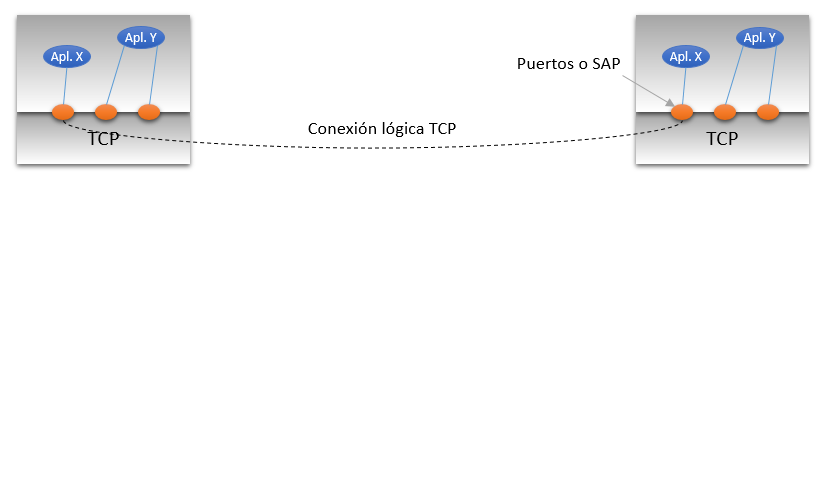 Apl. X
Apl. Y
TCP
Conexión lógica TCP
Puertos o SAP
Apl. X
Apl. Y
TCP